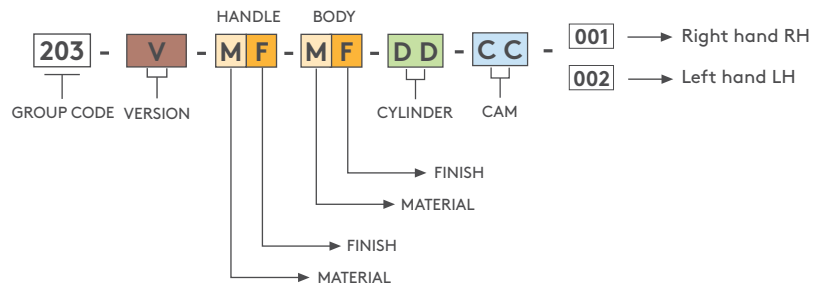 HANDLE BODY
203 - V - M F - M F - D D - C C - 001 Right hand RH
002 Left hand LH
GROUP CODE VERSION CYLINDER CAM
FINISH
MATERIAL
FINISH
MATERIAL